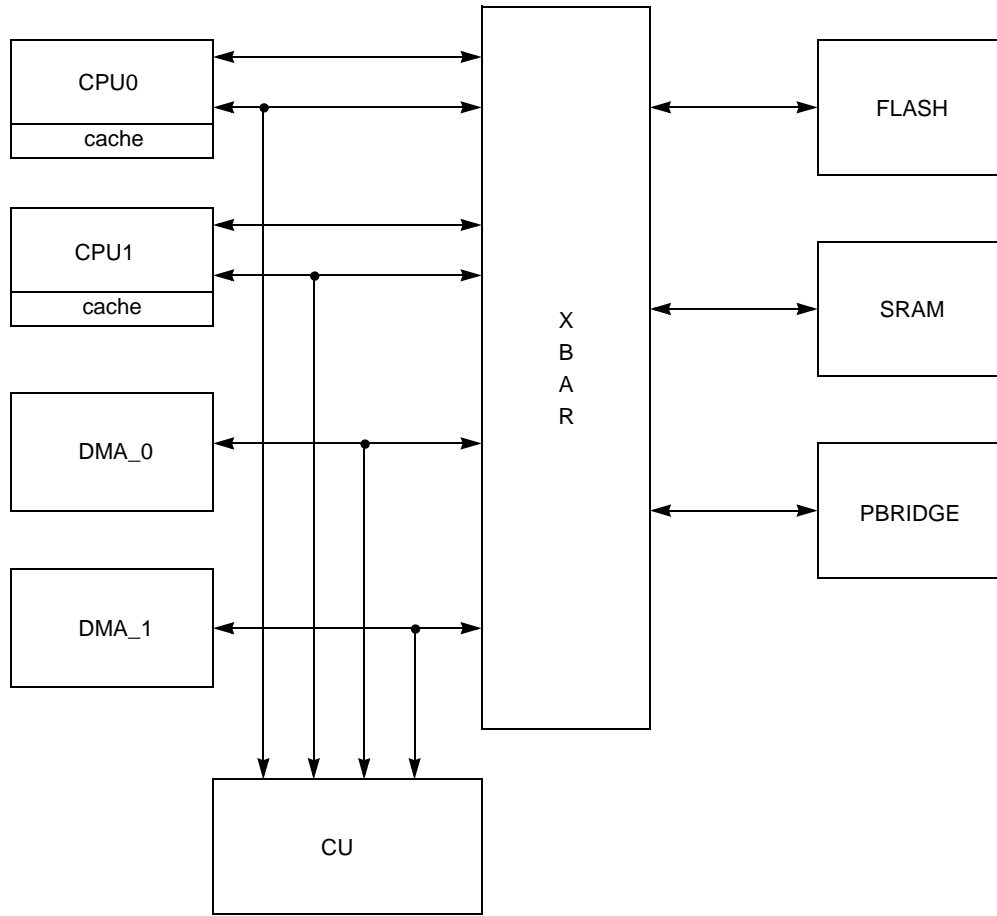 CPU0
cache
CPU1
cache
DMA_0
DMA_1
X
B
A
R
FLASH
SRAM
PBRIDGE
CU